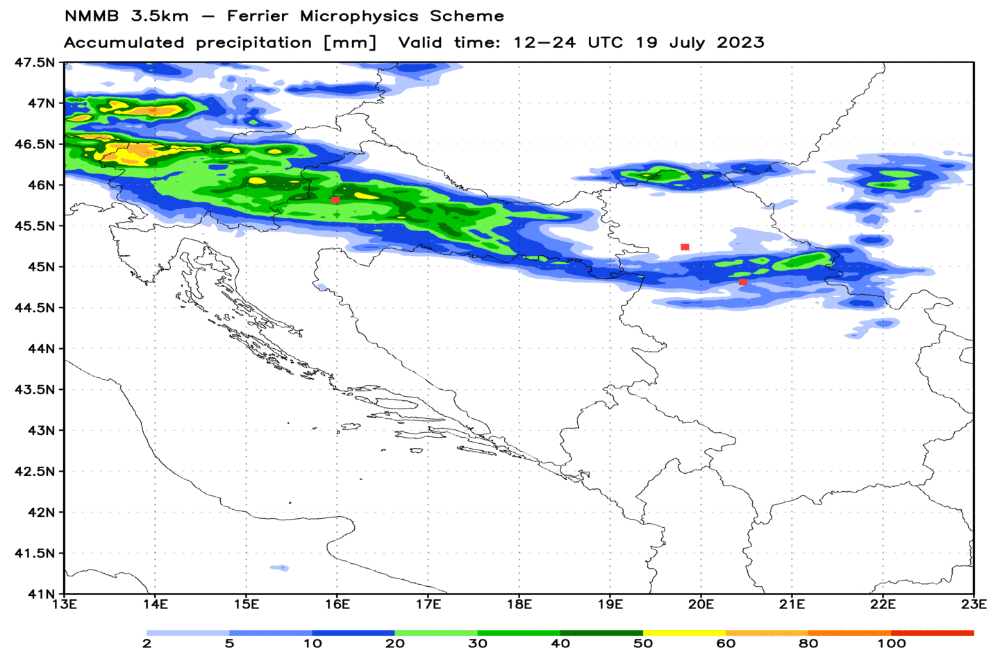 NMMB 3.5km – Ferrier Microphysics Scheme
Accumulated precipitation [mm] Valid time: 12–24 UTC 19 July 2023
47.5N
47N
46.5N
46N
45.5N
45N
44.5N
44N
43.5N
43N
42.5N
42N
41.5N
41N
13E 14E 15E 16E 17E 18E 19E 20E 21E 22E 23E
2 5 10 20 30 40 50 60 80 100